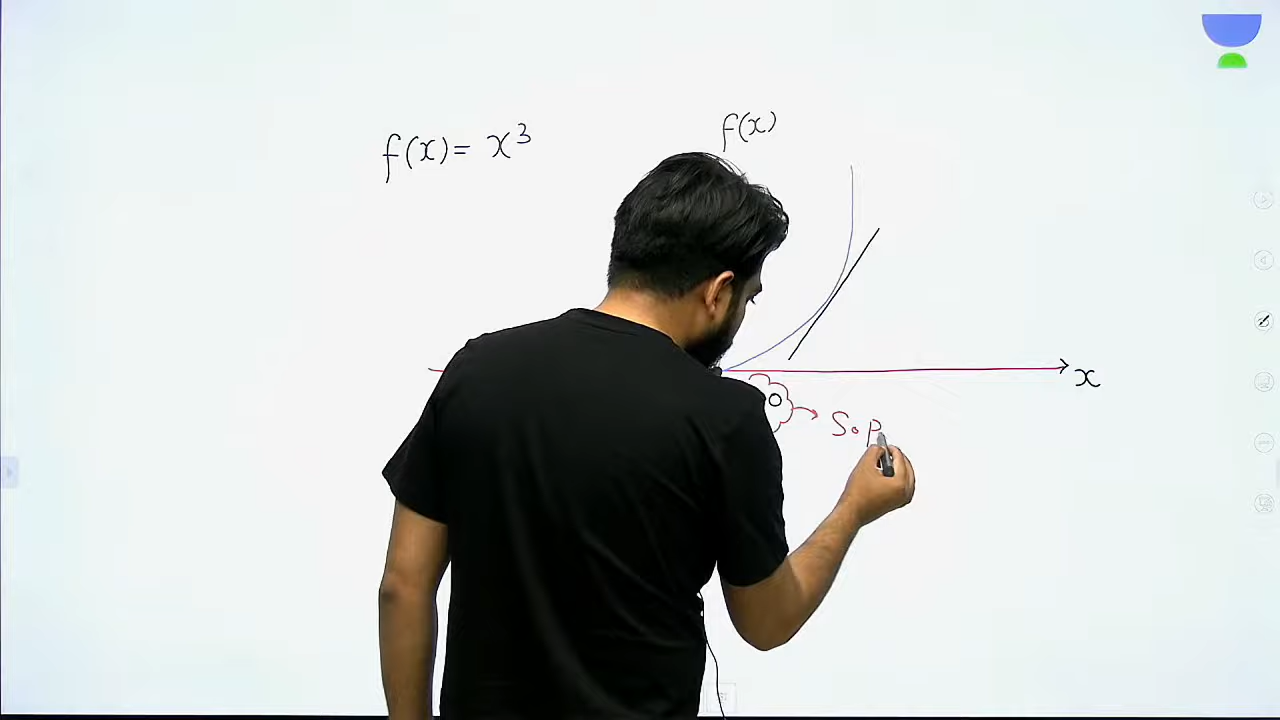 f(x) = x³
f(x)
x
0
S.P